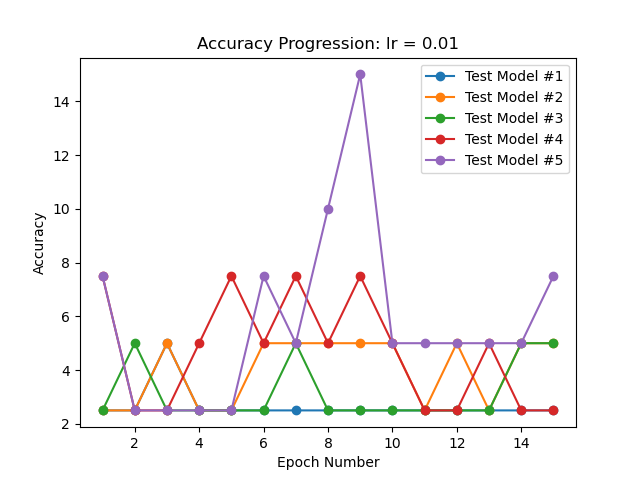 Accuracy Progression: lr = 0.01
Accuracy
14
12
10
8
6
4
2
Test Model #1
Test Model #2
Test Model #3
Test Model #4
Test Model #5
2 4 6 8 10 12 14
Epoch Number